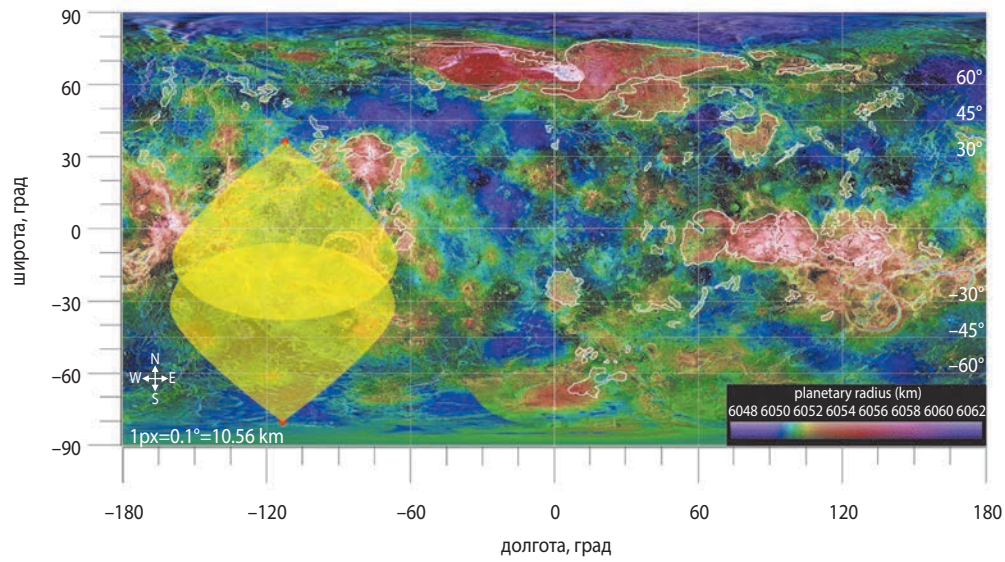 90
60
30
0
–30
–60
–90
широта, град
60°
45°
30°
–30°
–45°
–60°
N
W E
S
1px=0.1°=10.56 km
planetary radius (km)
6048 6050 6052 6054 6056 6058 6060 6062
–180 –120 –60 0 60 120 180
долгота, град